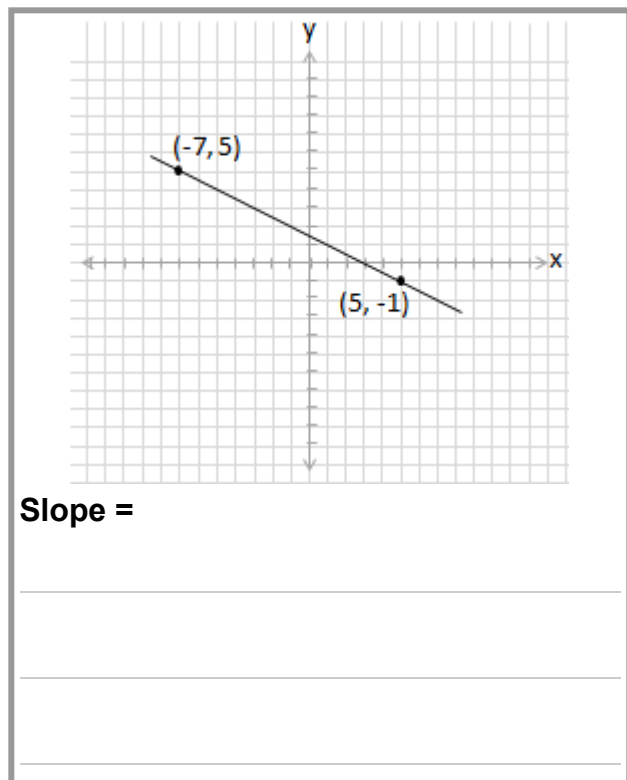 y
(-7, 5)
x
(5, -1)
Slope =